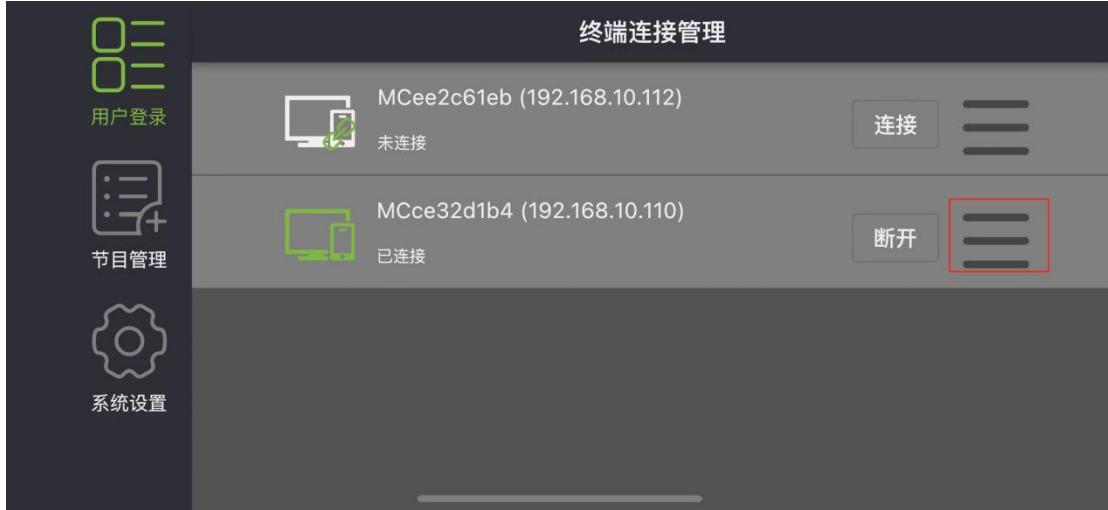 终端连接管理
用户登录
节目管理
系统设置
MCee2c61eb (192.168.10.112)
未连接
连接
MCce32d1b4 (192.168.10.110)
已连接
断开